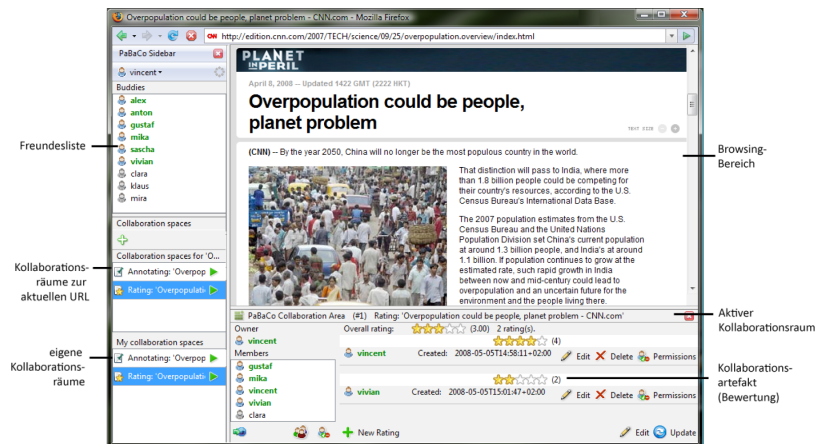 Overpopulation could be people, planet problem - CNN.com - Mozilla Firefox
http://edition.cnn.com/2007/TECH/science/09/25/overpopulation.overview/index.html
PaBaCo Sidebar
vincent
Buddies
alex
anton
gustaf
mika
sascha
vivian
clara
klaus
mira
Collaboration spaces
Collaboration spaces for 'O...
Annotating: 'Overpop
Rating: 'Overpopulati
My collaboration spaces
Annotating: 'Overpop
Rating: 'Overpopulati
Freundesliste
Kollaborations-
räume zur
aktuellen URL
eigene
Kollaborations-
räume
PLANET
IN PERIL
April 8, 2008 -- Updated 1422 GMT (2222 HKT)
Overpopulation could be people,
planet problem
TEXT SIZE
(CNN) -- By the year 2050, China will no longer be the most populous country in the world.
That distinction will pass to India, where more
than 1.8 billion people could be competing for
their country's resources, according to the U.S.
Census Bureau's International Data Base.
The 2007 population estimates from the U.S.
Census Bureau and the United Nations
Population Division set China's current population
at around 1.3 billion people, and India's at around
1.1 billion. If population continues to grow at the
estimated rate, such rapid growth in India
between now and mid-century could lead to
overpopulation and an uncertain future for the
environment and the people living there.
PaBaCo Collaboration Area (#1) Rating: 'Overpopulation could be people, planet problem - CNN.com'
Owner
vincent
Members
gustaf
mika
vincent
vivian
clara
Overall rating: (3.00) 2 rating(s).
(4)
vincent Created: 2008-05-05T14:58:11+02:00 Edit Delete Permissions
(2)
vivian Created: 2008-05-05T15:01:47+02:00 Edit Delete Permissions
New Rating Edit Update
Browsing-
Bereich
Aktiver
Kollaborationsraum
Kollaborations-
artefakt
(Bewertung)